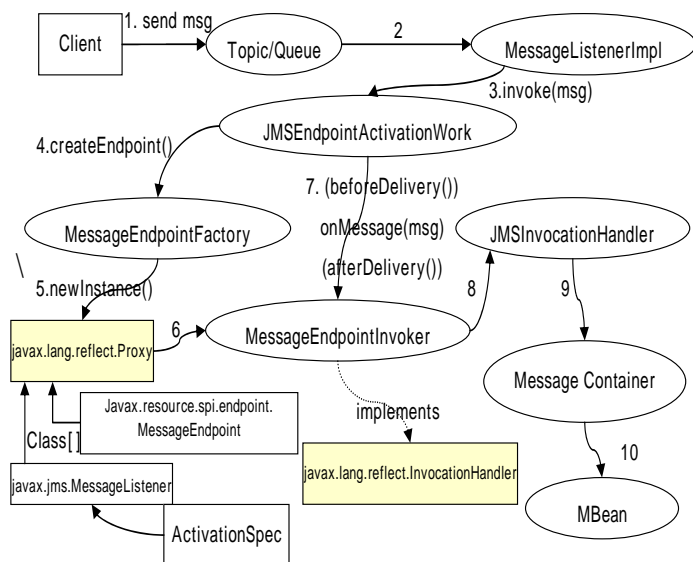 1. send msg
Client
Topic/Queue
2
MessageListenerImpl
3.invoke(msg)
JMSEndpointActivationWork
4.createEndpoint()
7. (beforeDelivery())
onMessage(msg)
(afterDelivery())
MessageEndpointFactory
JMSInvocationHandler
\
5.newInstance()
8
9
6
javax.lang.reflect.Proxy
MessageEndpointInvoker
Message Container
Javax.resource.spi.endpoint.
MessageEndpoint
implements
Class[]
javax.jms.MessageListener
javax.lang.reflect.InvocationHandler
10
MBean
ActivationSpec